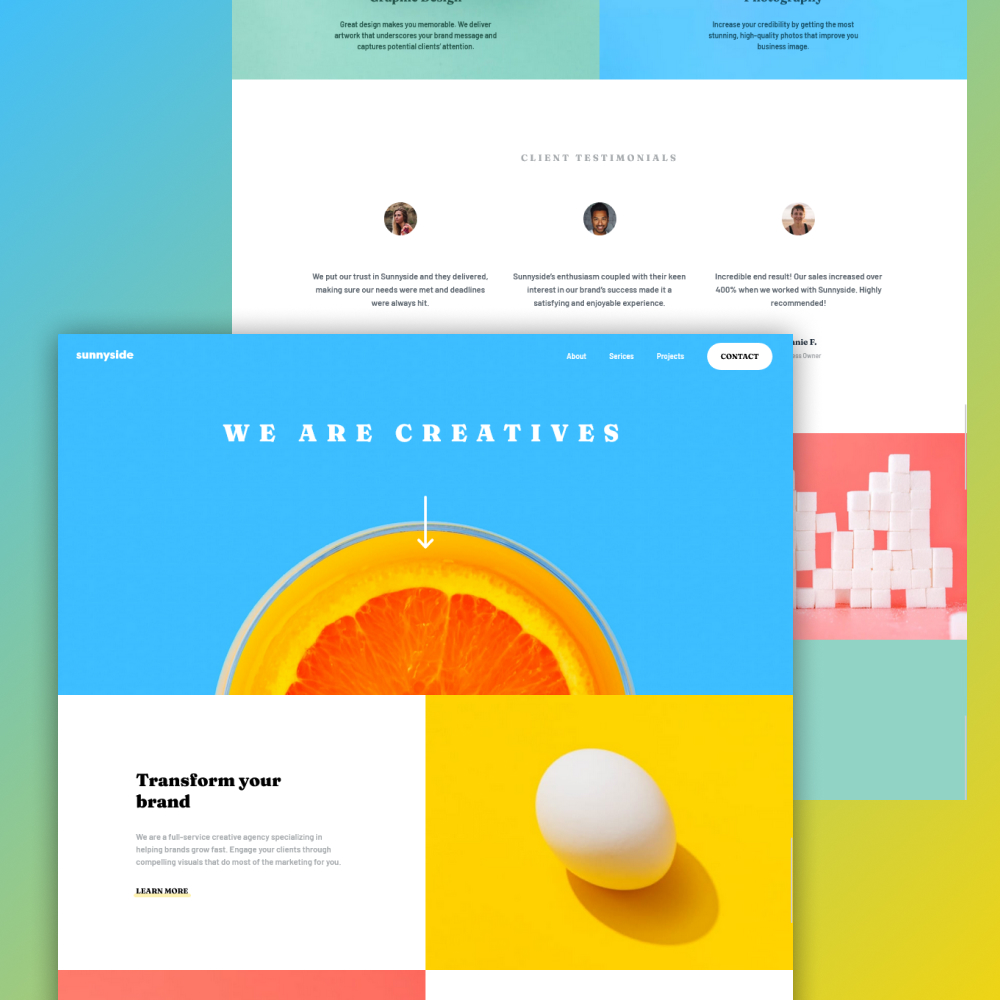 Graphic Design
Photography
Great design makes you memorable. We deliver
artwork that underscores your brand message and
captures potential clients' attention.
Increase your credibility by getting the most
stunning, high-quality photos that improve you
business image.
CLIENT TESTIMONIALS
We put our trust in Sunnyside and they delivered,
making sure our needs were met and deadlines
were always hit.
Sunnyside's enthusiasm coupled with their keen
interest in our brand's success made it a
satisfying and enjoyable experience.
Incredible end result! Our sales increased over
400% when we worked with Sunnyside. Highly
recommended!
nie F.
Owner
sunnyside
About
Serices
Projects
CONTACT
WE ARE CREATIVES
Transform your
brand
We are a full-service creative agency specializing in
helping brands grow fast. Engage your clients through
compelling visuals that do most of the marketing for you.
LEARN MORE